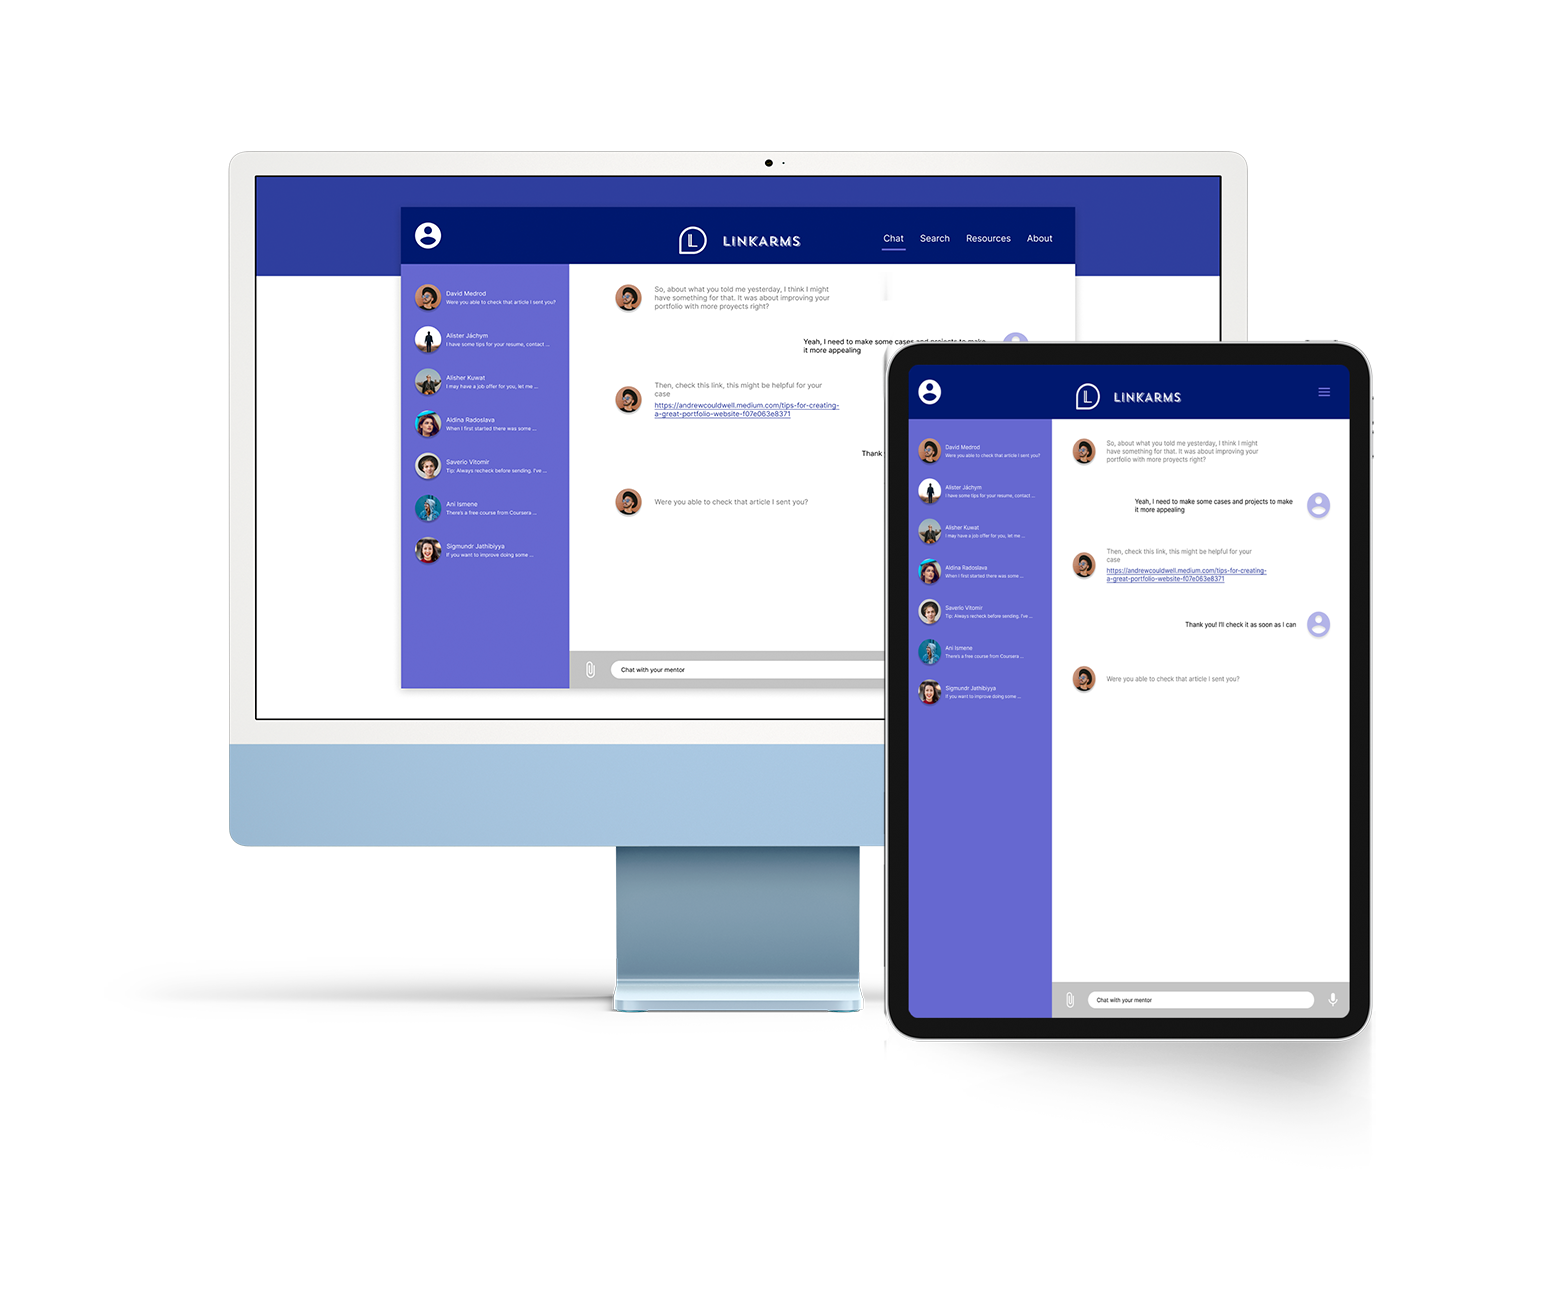 LINKARMS
Chat
Search
Resources
About
David Medrod
Were you able to check that article I sent you?
Alister Jáchym
I have some tips for your resume, contact ...
Alisher Kuwat
I may have a job offer for you, let me ...
Aldina Radoslava
When I first started there was some ...
Saverio Vitomir
Tip: Always recheck before sending. I've ...
Ani Ismene
There's a free course from Coursera ...
Sigmundr Jathibiyya
If you want to improve doing some ...
So, about what you told me yesterday, I think I might
have something for that. It was about improving your
portfolio with more proyects right?
Yeah, I need to make some cases and projects to make
it more appealing
Then, check this link, this might be helpful for your
case
https://andrewcouldwell.medium.com/tips-for-creating-
a-great-portfolio-website-f07e063e8371
Thank
Were you able to check that article I sent you?
Chat with your mentor
LINKARMS
David Medrod
Were you able to check that article I sent you?
Alister Jáchym
I have some tips for your resume, contact ...
Alisher Kuwat
I may have a job offer for you, let me ...
Aldina Radoslava
When I first started there was some ...
Saverio Vitomir
Tip: Always recheck before sending. I've ...
Ani Ismene
There's a free course from Coursera ...
Sigmundr Jathibiyya
If you want to improve doing some ...
So, about what you told me yesterday, I think I might
have something for that. It was about improving your
portfolio with more proyects right?
Yeah, I need to make some cases and projects to make
it more appealing
Then, check this link, this might be helpful for your
case
https://andrewcouldwell.medium.com/tips-for-creating-
a-great-portfolio-website-f07e063e8371
Thank you! I'll check it as soon as I can
Were you able to check that article I sent you?
Chat with your mentor